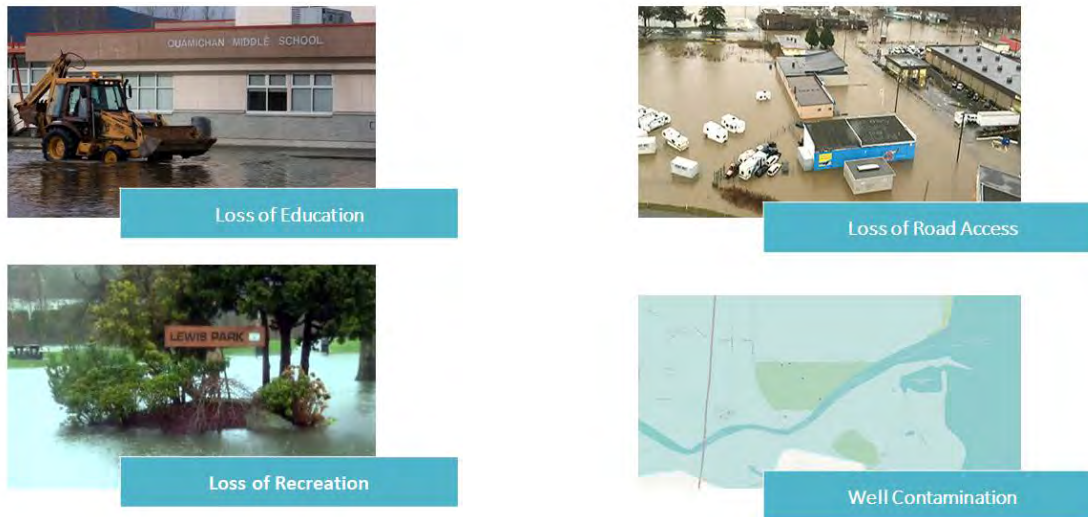 QUAMICHAN MIDDLE SCHOOL
Loss of Education
Loss of Road Access
LEWIS PARK
Loss of Recreation
Well Contamination